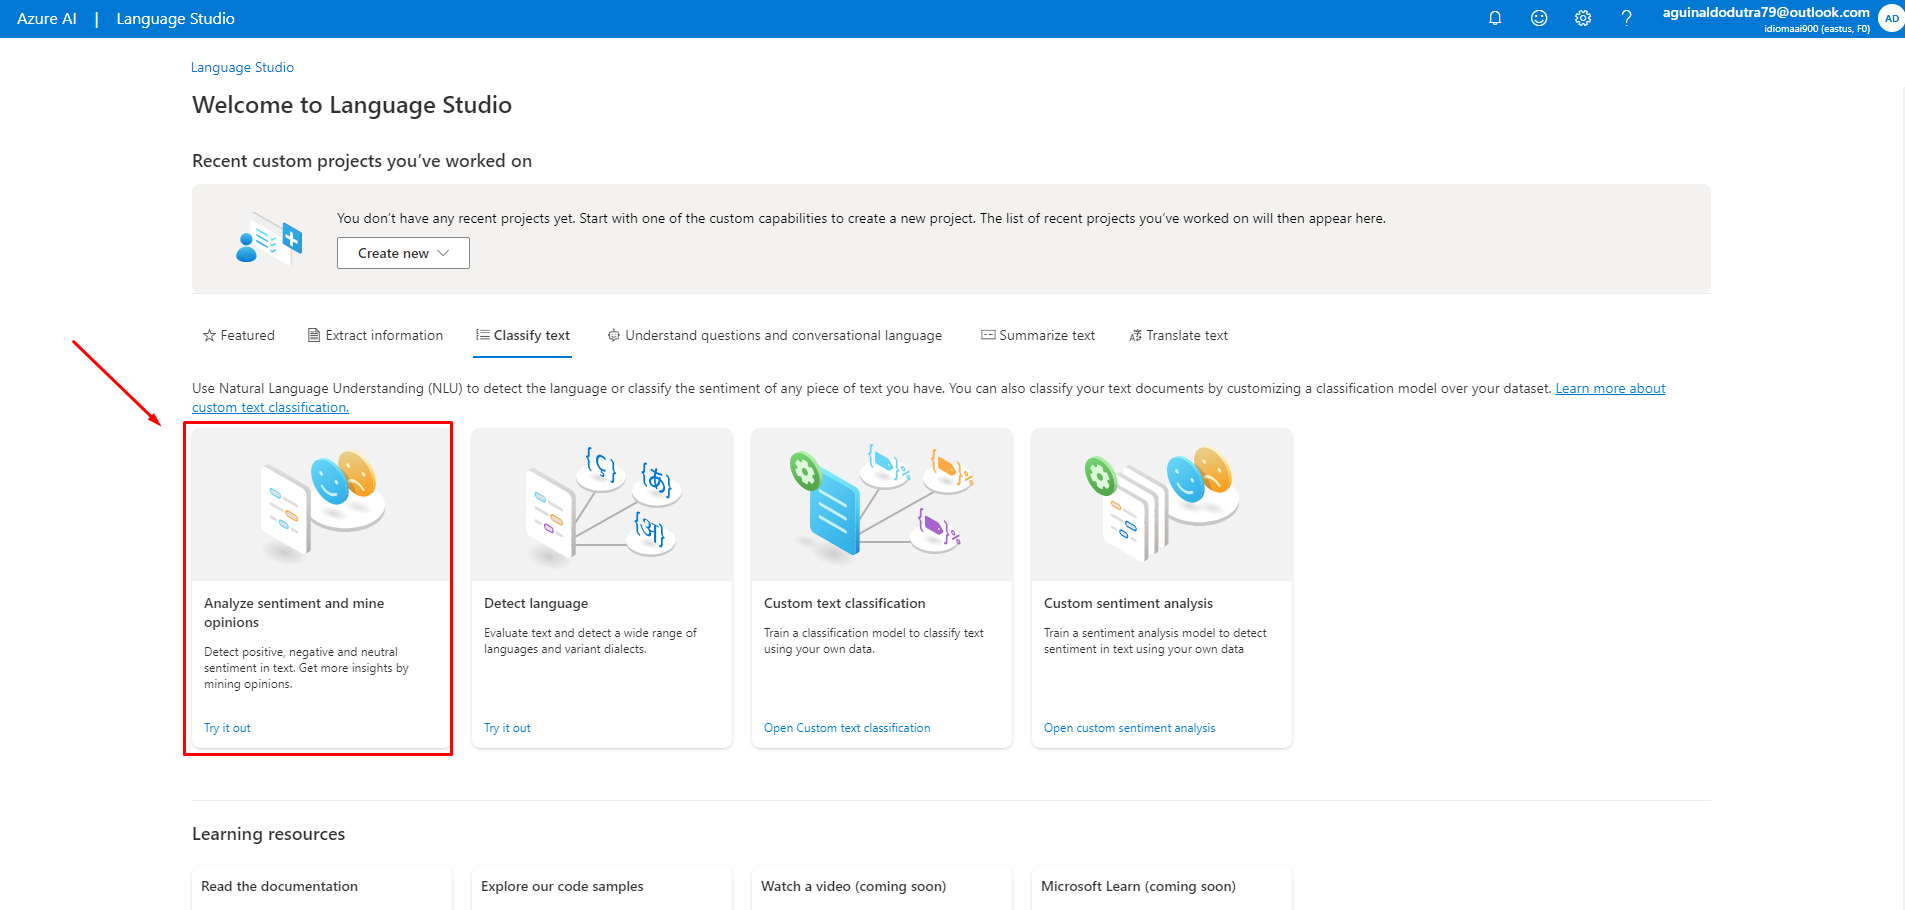 Azure AI | Language Studio
aguinaldodutra79@outlook.com
idiomaai900 (eastus, F0)
AD
Language Studio
Welcome to Language Studio
Recent custom projects you've worked on
You don't have any recent projects yet. Start with one of the custom capabilities to create a new project. The list of recent projects you've worked on will then appear here.
Create new
Featured
Extract information
Classify text
Understand questions and conversational language
Summarize text
Translate text
Use Natural Language Understanding (NLU) to detect the language or classify the sentiment of any piece of text you have. You can also classify your text documents by customizing a classification model over your dataset. Learn more about
custom text classification.
{ç}
{あ}
{अ}
Analyze sentiment and mine
opinions
Detect positive, negative and neutral
sentiment in text. Get more insights by
mining opinions.
Try it out
Detect language
Evaluate text and detect a wide range of
languages and variant dialects.
Try it out
Custom text classification
Train a classification model to classify text
using your own data.
Open Custom text classification
Custom sentiment analysis
Train a sentiment analysis model to detect
sentiment in text using your own data
Open custom sentiment analysis
Learning resources
Read the documentation
Explore our code samples
Watch a video (coming soon)
Microsoft Learn (coming soon)